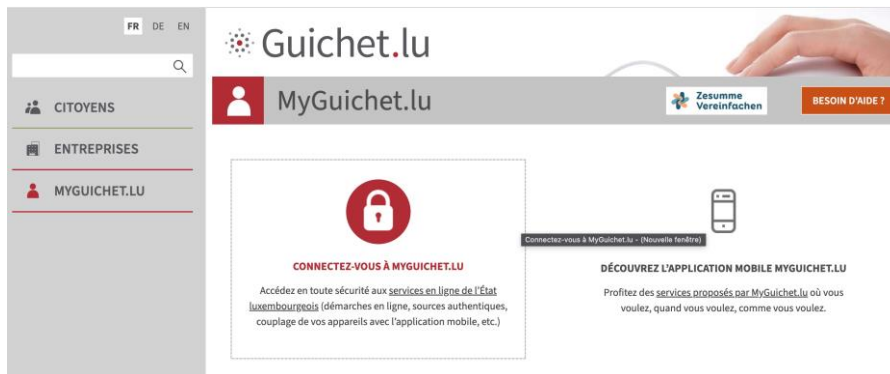 FR DE EN
CITOYENS
ENTREPRISES
MYGUICHET.LU
Guichet.lu
MyGuichet.lu
Zesumme
Vereinfachen
BESOIN D'AIDE ?
CONNECTEZ-VOUS À MYGUICHET.LU
Accédez en toute sécurité aux services en ligne de l'État
luxembourgeois (démarches en ligne, sources authentiques,
couplage de vos appareils avec l'application mobile, etc.)
Connectez-vous à MyGuichet.lu - (Nouvelle fenêtre)
DÉCOUVREZ L'APPLICATION MOBILE MYGUICHET.LU
Profitez des services proposés par MyGuichet.lu où vous
voulez, quand vous voulez, comme vous voulez.